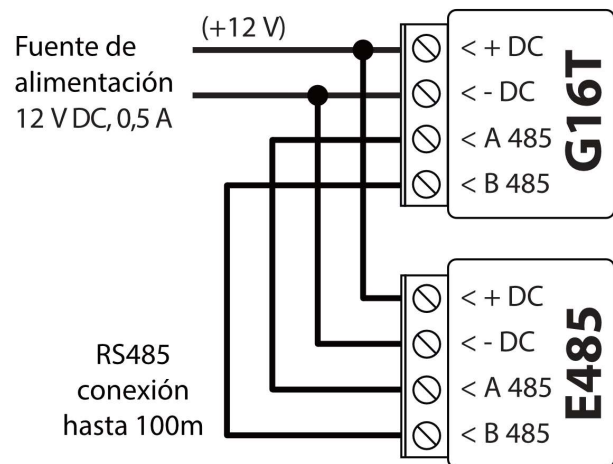 (+12 V)
Fuente de
alimentación
12 V DC, 0,5 A
< + DC
< - DC
< A 485
< B 485
G16T
< + DC
< - DC
< A 485
< B 485
E485
RS485
conexión
hasta 100m